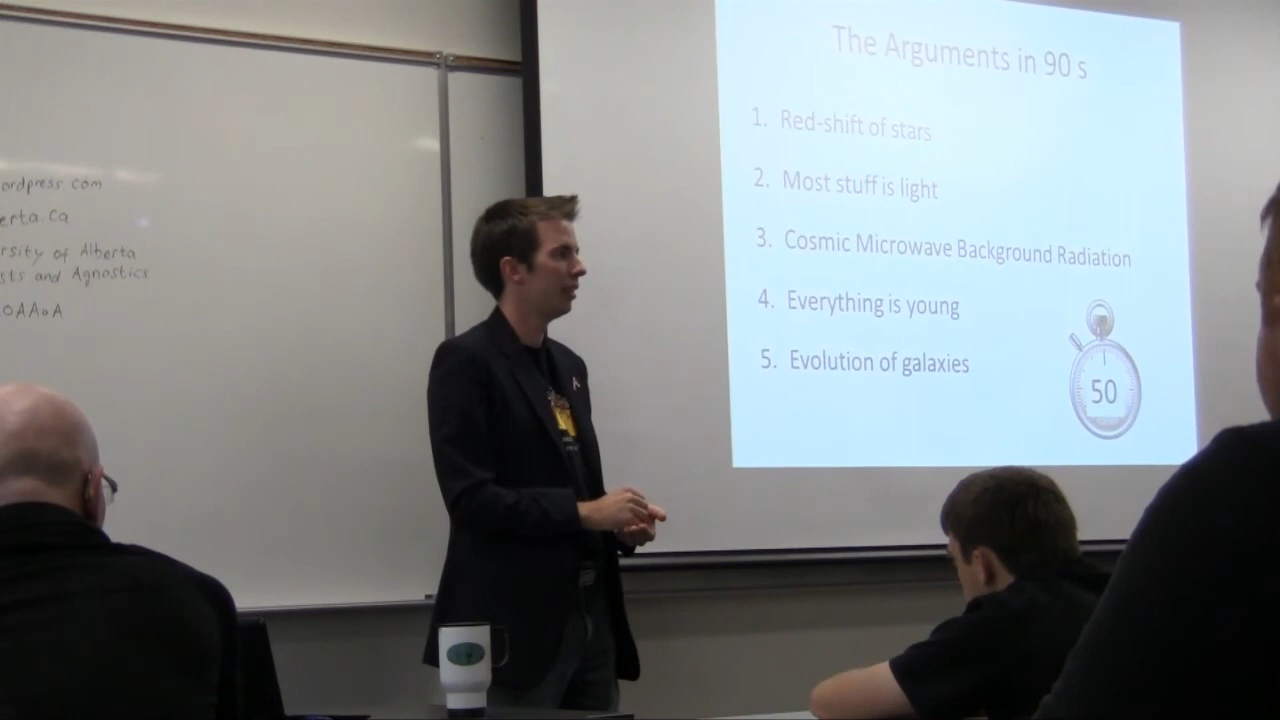 ordpress.com
erta.ca
rsity of Alberta
sts and Agnostics
OAAoA
The Arguments in 90 s
1. Red-shift of stars
2. Most stuff is light
3. Cosmic Microwave Background Radiation
4. Everything is young
5. Evolution of galaxies
50